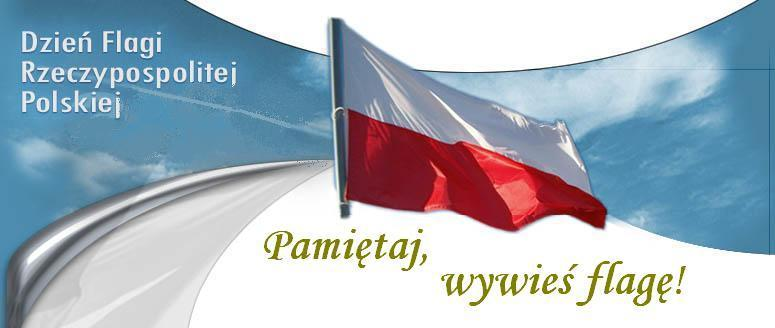 Dzień Flagi
Rzeczypospolitej
Polskiej
Pamiętaj,
wywieś flagę!